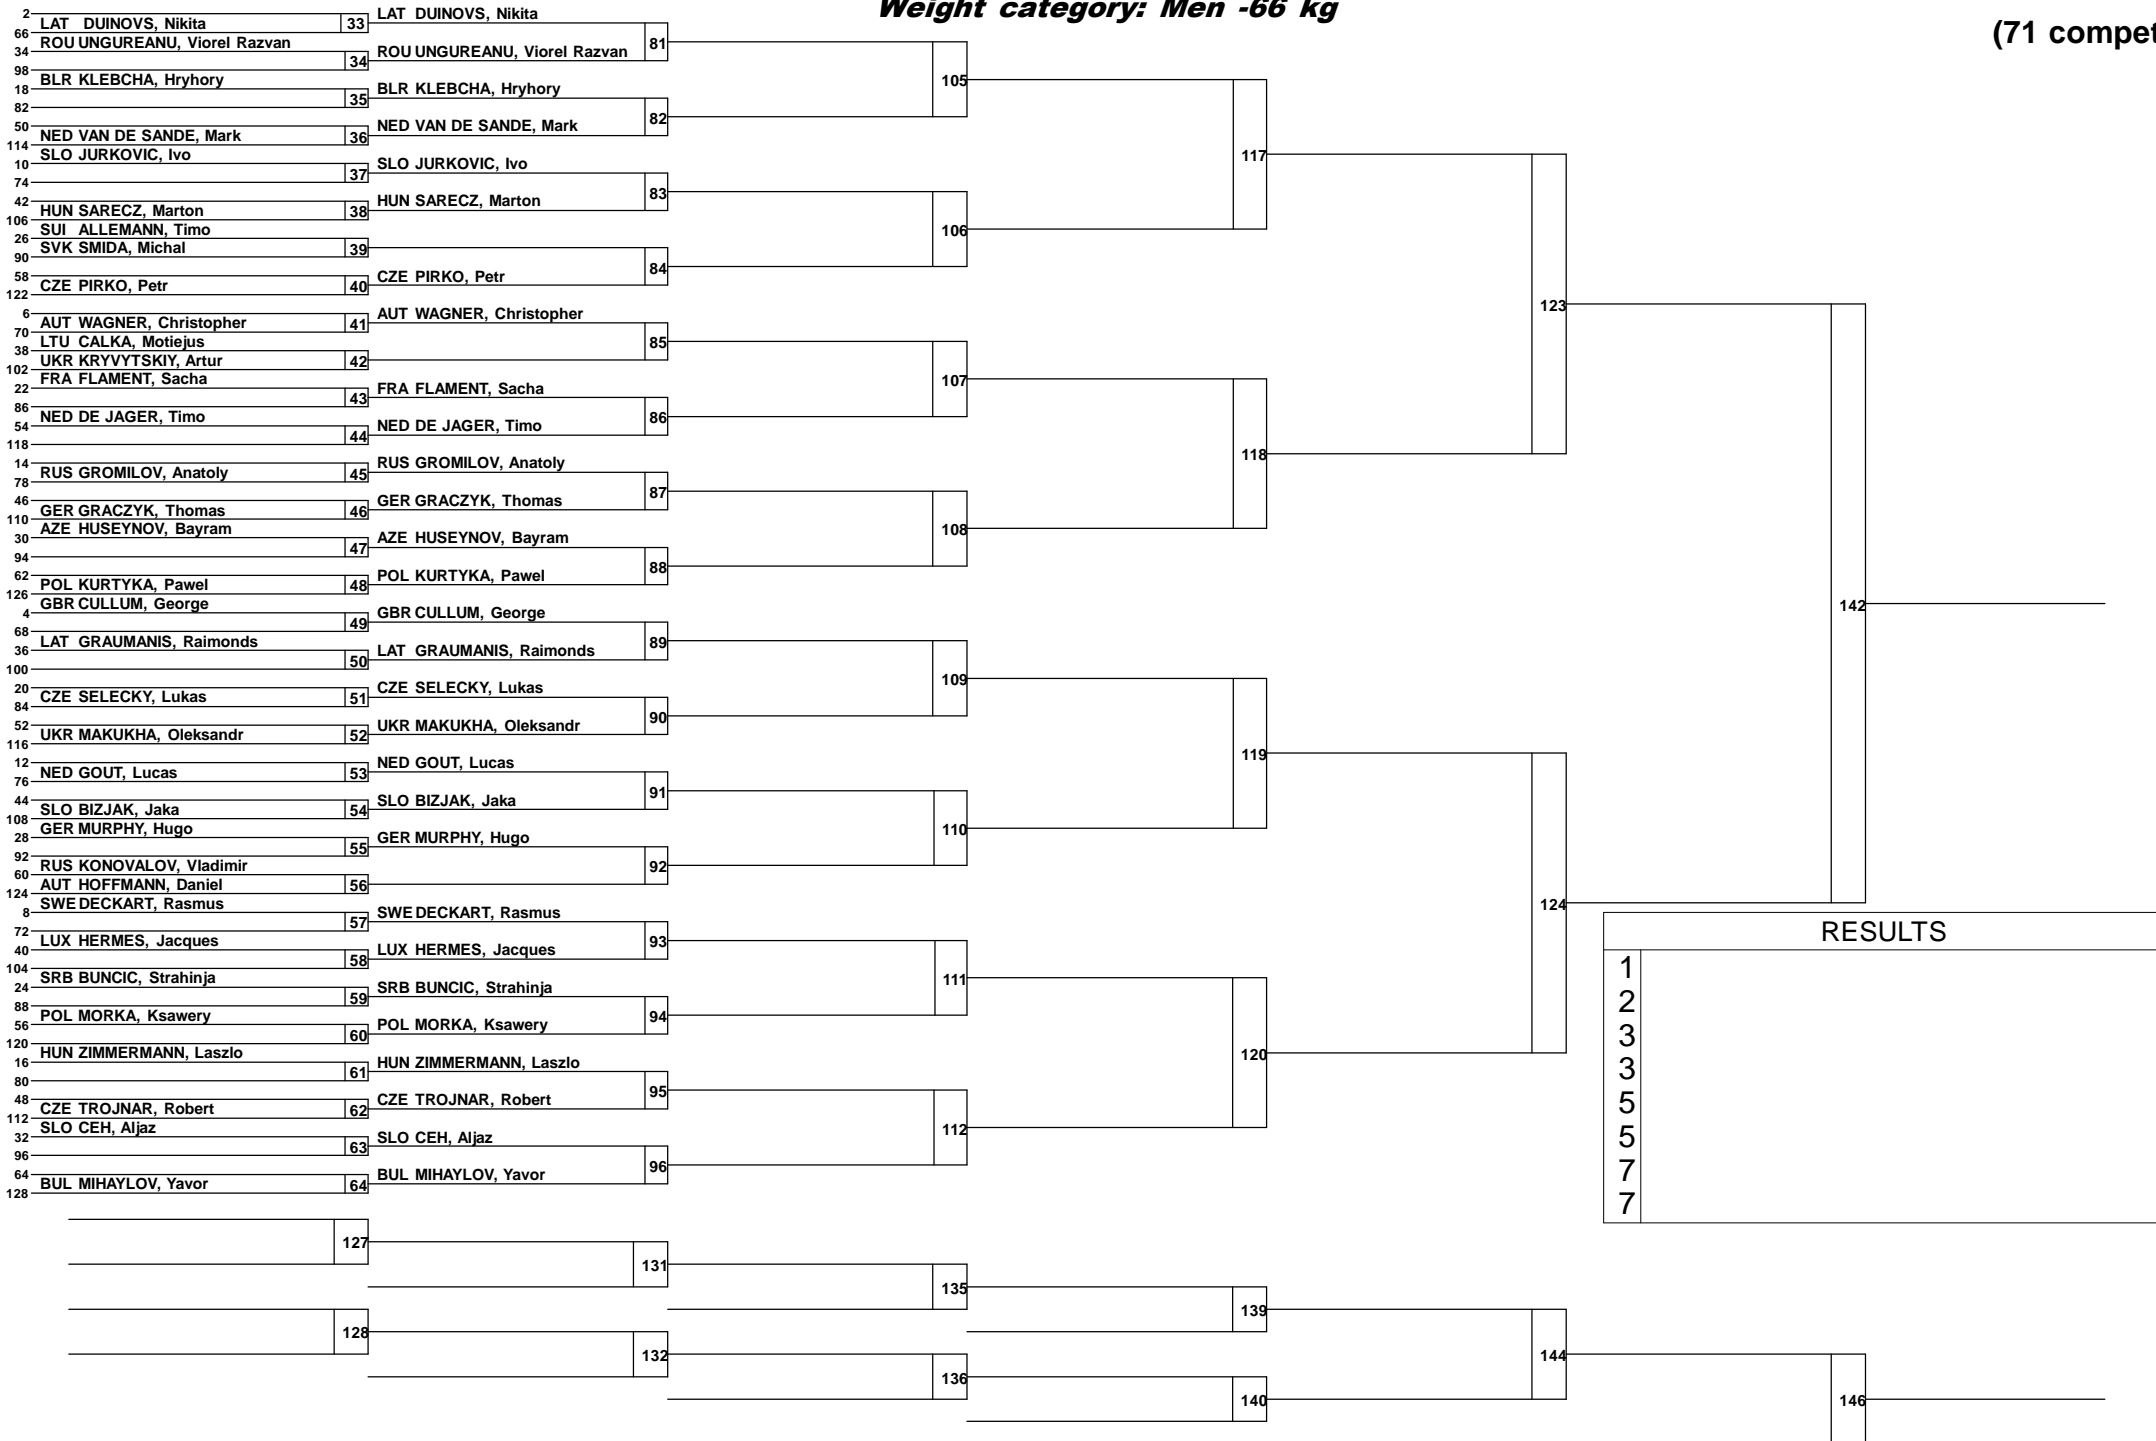 Weight category: Men -66 kg
(71 compet
2
LAT DUINOVS, Nikita 33 LAT DUINOVS, Nikita
66
ROU UNGUREANU, Viorel Razvan 81
34
34 ROU UNGUREANU, Viorel Razvan
98
BLR KLEBCHA, Hryhory 105
18
35 BLR KLEBCHA, Hryhory
82
82
50
NED VAN DE SANDE, Mark 36 NED VAN DE SANDE, Mark
114
SLO JURKOVIC, Ivo 117
10
37 SLO JURKOVIC, Ivo
74
83
42
HUN SARECZ, Marton 38 HUN SARECZ, Marton
106
SUI ALLEMANN, Timo 106
26
SVK SMIDA, Michal 39
90
84
58
CZE PIRKO, Petr 40 CZE PIRKO, Petr
122
123
6
AUT WAGNER, Christopher 41 AUT WAGNER, Christopher
70
LTU CALKA, Motiejus 85
38
UKR KRYVYTSKIY, Artur 42
102
FRA FLAMENT, Sacha 107
22
43 FRA FLAMENT, Sacha
86
NED DE JAGER, Timo 86
54
44 NED DE JAGER, Timo
118
118
14
RUS GROMILOV, Anatoly 45 RUS GROMILOV, Anatoly
78
87
46
GER GRACZYK, Thomas 46 GER GRACZYK, Thomas
110
AZE HUSEYNOV, Bayram 108
30
47 AZE HUSEYNOV, Bayram
94
88
62
POL KURTYKA, Pawel 48 POL KURTYKA, Pawel
126
GBR CULLUM, George 142
4
49 GBR CULLUM, George
68
LAT GRAUMANIS, Raimonds 89
36
50 LAT GRAUMANIS, Raimonds
100
109
20
CZE SELECKY, Lukas 51 CZE SELECKY, Lukas
84
90
52
UKR MAKUKHA, Oleksandr 52 UKR MAKUKHA, Oleksandr
116
119
12
NED GOUT, Lucas 53 NED GOUT, Lucas
76
91
44
SLO BIZJAK, Jaka 54 SLO BIZJAK, Jaka
108
GER MURPHY, Hugo 110
28
55 GER MURPHY, Hugo
92
RUS KONOVALOV, Vladimir 92
60
AUT HOFFMANN, Daniel 56
124
SWE DECKART, Rasmus 124
8
57 SWE DECKART, Rasmus
72
LUX HERMES, Jacques 93
40
58 LUX HERMES, Jacques
104
SRB BUNCIC, Strahinja 111
24
59 SRB BUNCIC, Strahinja
88
POL MORKA, Ksawery 94
56
60 POL MORKA, Ksawery
120
HUN ZIMMERMANN, Laszlo 120
16
61 HUN ZIMMERMANN, Laszlo
80
95
48
CZE TROJNAR, Robert 62 CZE TROJNAR, Robert
112
SLO CEH, Aljaz 112
32
63 SLO CEH, Aljaz
96
96
64
BUL MIHAYLOV, Yavor 64 BUL MIHAYLOV, Yavor
128
RESULTS
1
2
3
3
5
5
7
7
127
131
135
139
128
132
144
136
140
146